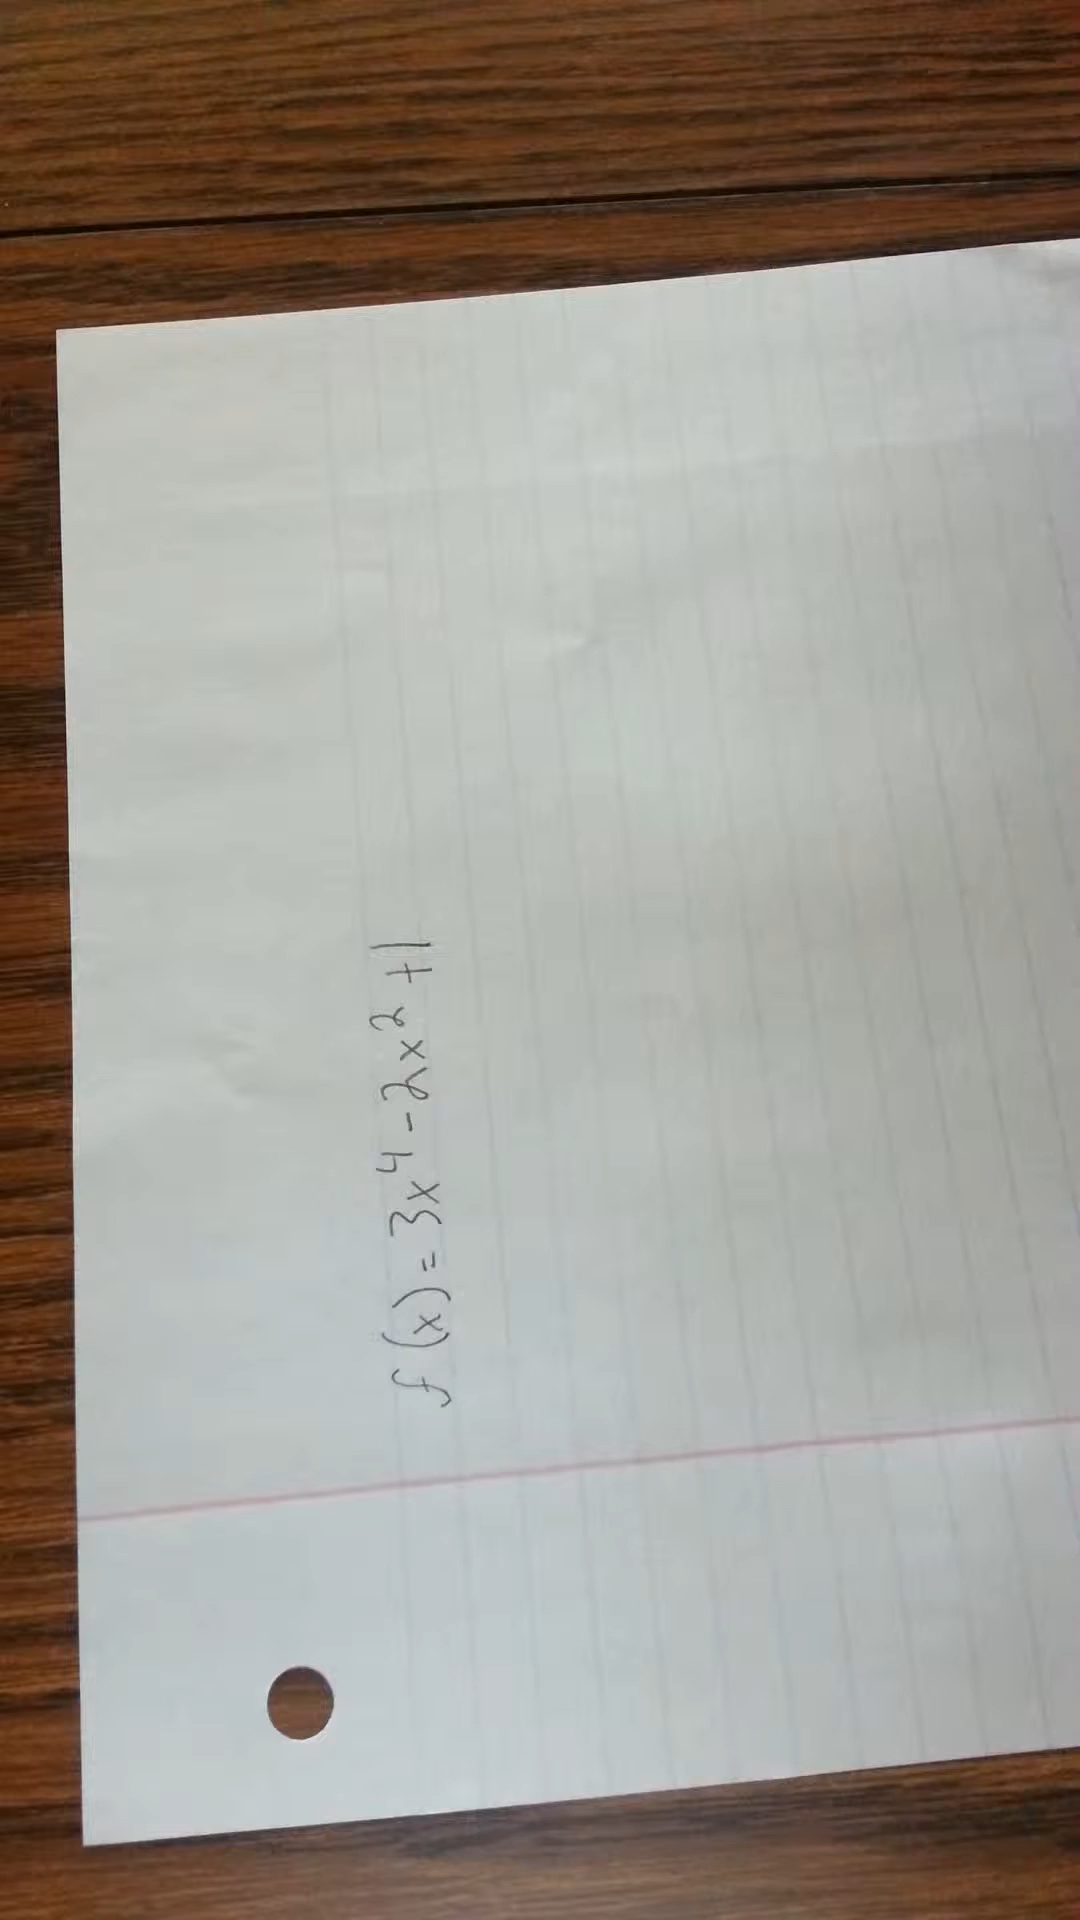 f(x) = 3x⁴ - 2x² + 1